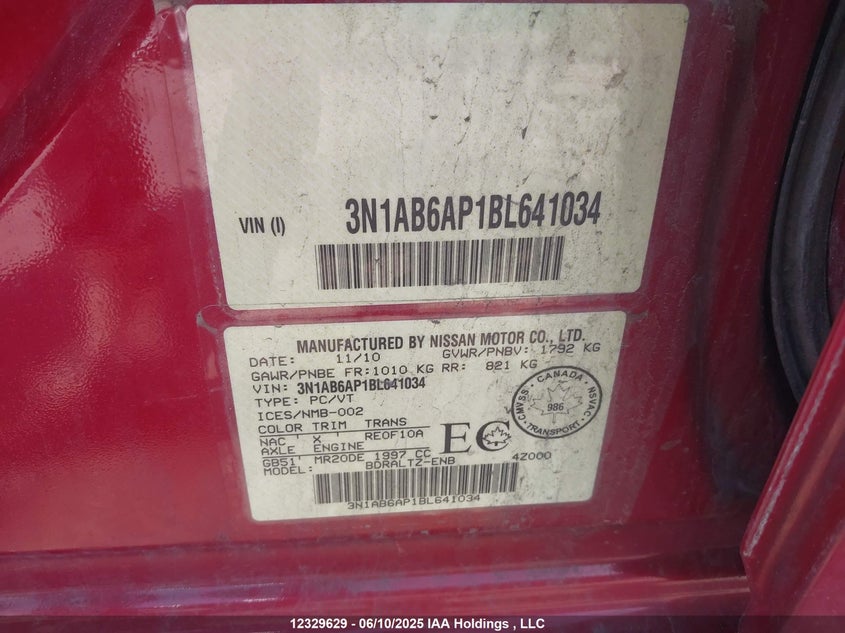 VIN (I) 3N1AB6AP1BL641034
MANUFACTURED BY NISSAN MOTOR CO., LTD.
DATE: 11/10 GVWR/PNBV: 1792 KG
GAWR/PNBE FR:1010 KG RR: 821 KG
VIN: 3N1AB6AP1BL641034
TYPE: PC/VT
ICES/NMB-002
COLOR TRIM TRANS
NAC ' X RE0F10A
AXLE ENGINE
GB51' MR20DE 1997 CC 42000
MODEL: BDRALTZ-ENB
EC
CMVSS · CANADA · NSVAC · TRANSPORT ·
986
3N1AB6AP1BL641034
12329629 - 06/10/2025 IAA Holdings , LLC